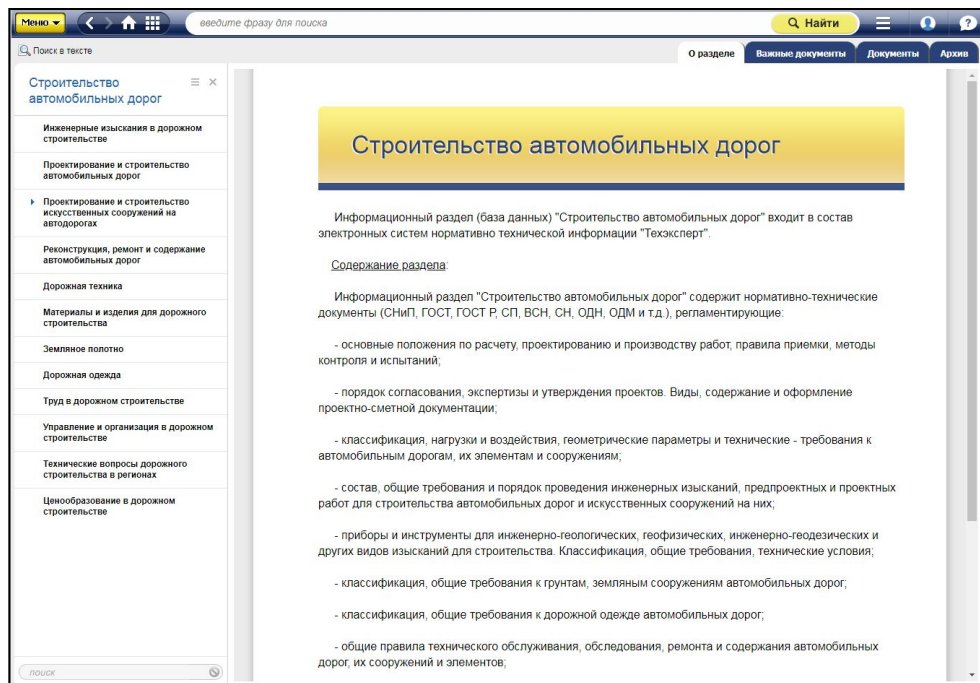 Меню
введите фразу для поиска
Найти
Поиск в тексте
О разделе
Важные документы
Документы
Архив
Строительство
автомобильных дорог
Инженерные изыскания в дорожном
строительстве
Проектирование и строительство
автомобильных дорог
Проектирование и строительство
искусственных сооружений на
автодорогах
Реконструкция, ремонт и содержание
автомобильных дорог
Дорожная техника
Материалы и изделия для дорожного
строительства
Земляное полотно
Дорожная одежда
Труд в дорожном строительстве
Управление и организация в дорожном
строительстве
Технические вопросы дорожного
строительства в регионах
Ценообразование в дорожном
строительстве
поиск
Строительство автомобильных дорог
Информационный раздел (база данных) "Строительство автомобильных дорог" входит в состав
электронных систем нормативно технической информации "Техэксперт".
Содержание раздела:
Информационный раздел "Строительство автомобильных дорог" содержит нормативно-технические
документы (СНиП, ГОСТ, ГОСТ Р, СП, ВСН, СН, ОДН, ОДМ и т.д.), регламентирующие:
- основные положения по расчету, проектированию и производству работ, правила приемки, методы
контроля и испытаний;
- порядок согласования, экспертизы и утверждения проектов. Виды, содержание и оформление
проектно-сметной документации;
- классификация, нагрузки и воздействия, геометрические параметры и технические - требования к
автомобильным дорогам, их элементам и сооружениям;
- состав, общие требования и порядок проведения инженерных изысканий, предпроектных и проектных
работ для строительства автомобильных дорог и искусственных сооружений на них;
- приборы и инструменты для инженерно-геологических, геофизических, инженерно-геодезических и
других видов изысканий для строительства. Классификация, общие требования, технические условия;
- классификация, общие требования к грунтам, земляным сооружениям автомобильных дорог;
- классификация, общие требования к дорожной одежде автомобильных дорог;
- общие правила технического обслуживания, обследования, ремонта и содержания автомобильных
дорог, их сооружений и элементов;